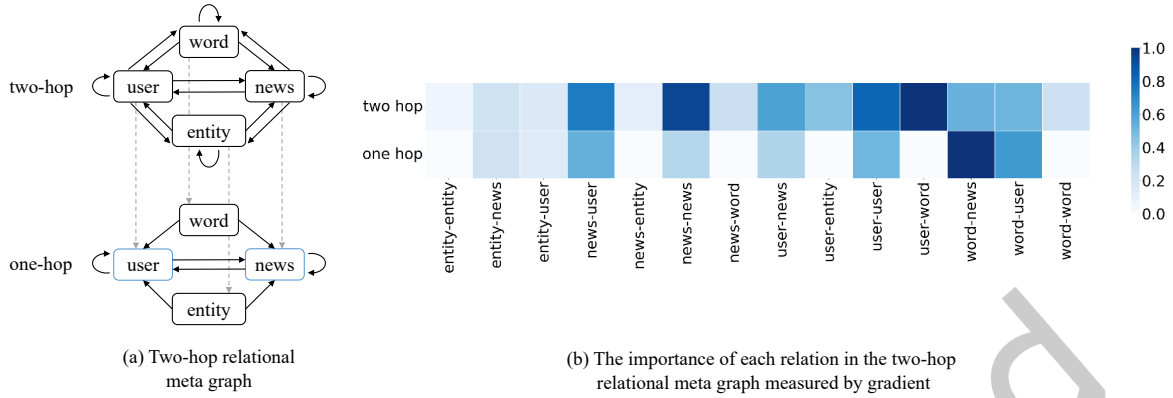 word
two-hop
user
news
entity
word
one-hop
user
news
entity
(a) Two-hop relational
meta graph
two hop
one hop
entity-entity
entity-news
entity-user
news-user
news-entity
news-news
news-word
user-news
user-entity
user-user
user-word
word-news
word-user
word-word
1.0
0.8
0.6
0.4
0.2
0.0
(b) The importance of each relation in the two-hop
relational meta graph measured by gradient
d